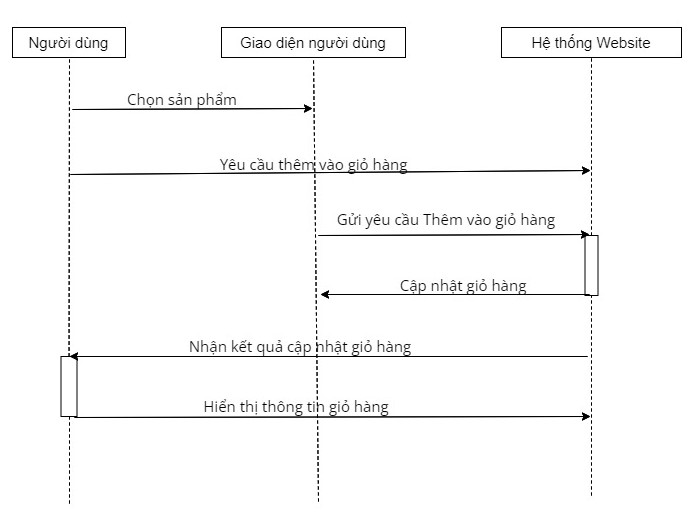 Người dùng
Giao diện người dùng
Hệ thống Website
Chọn sản phẩm
Yêu cầu thêm vào giỏ hàng
Gửi yêu cầu Thêm vào giỏ hàng
Cập nhật giỏ hàng
Nhận kết quả cập nhật giỏ hàng
Hiển thị thông tin giỏ hàng